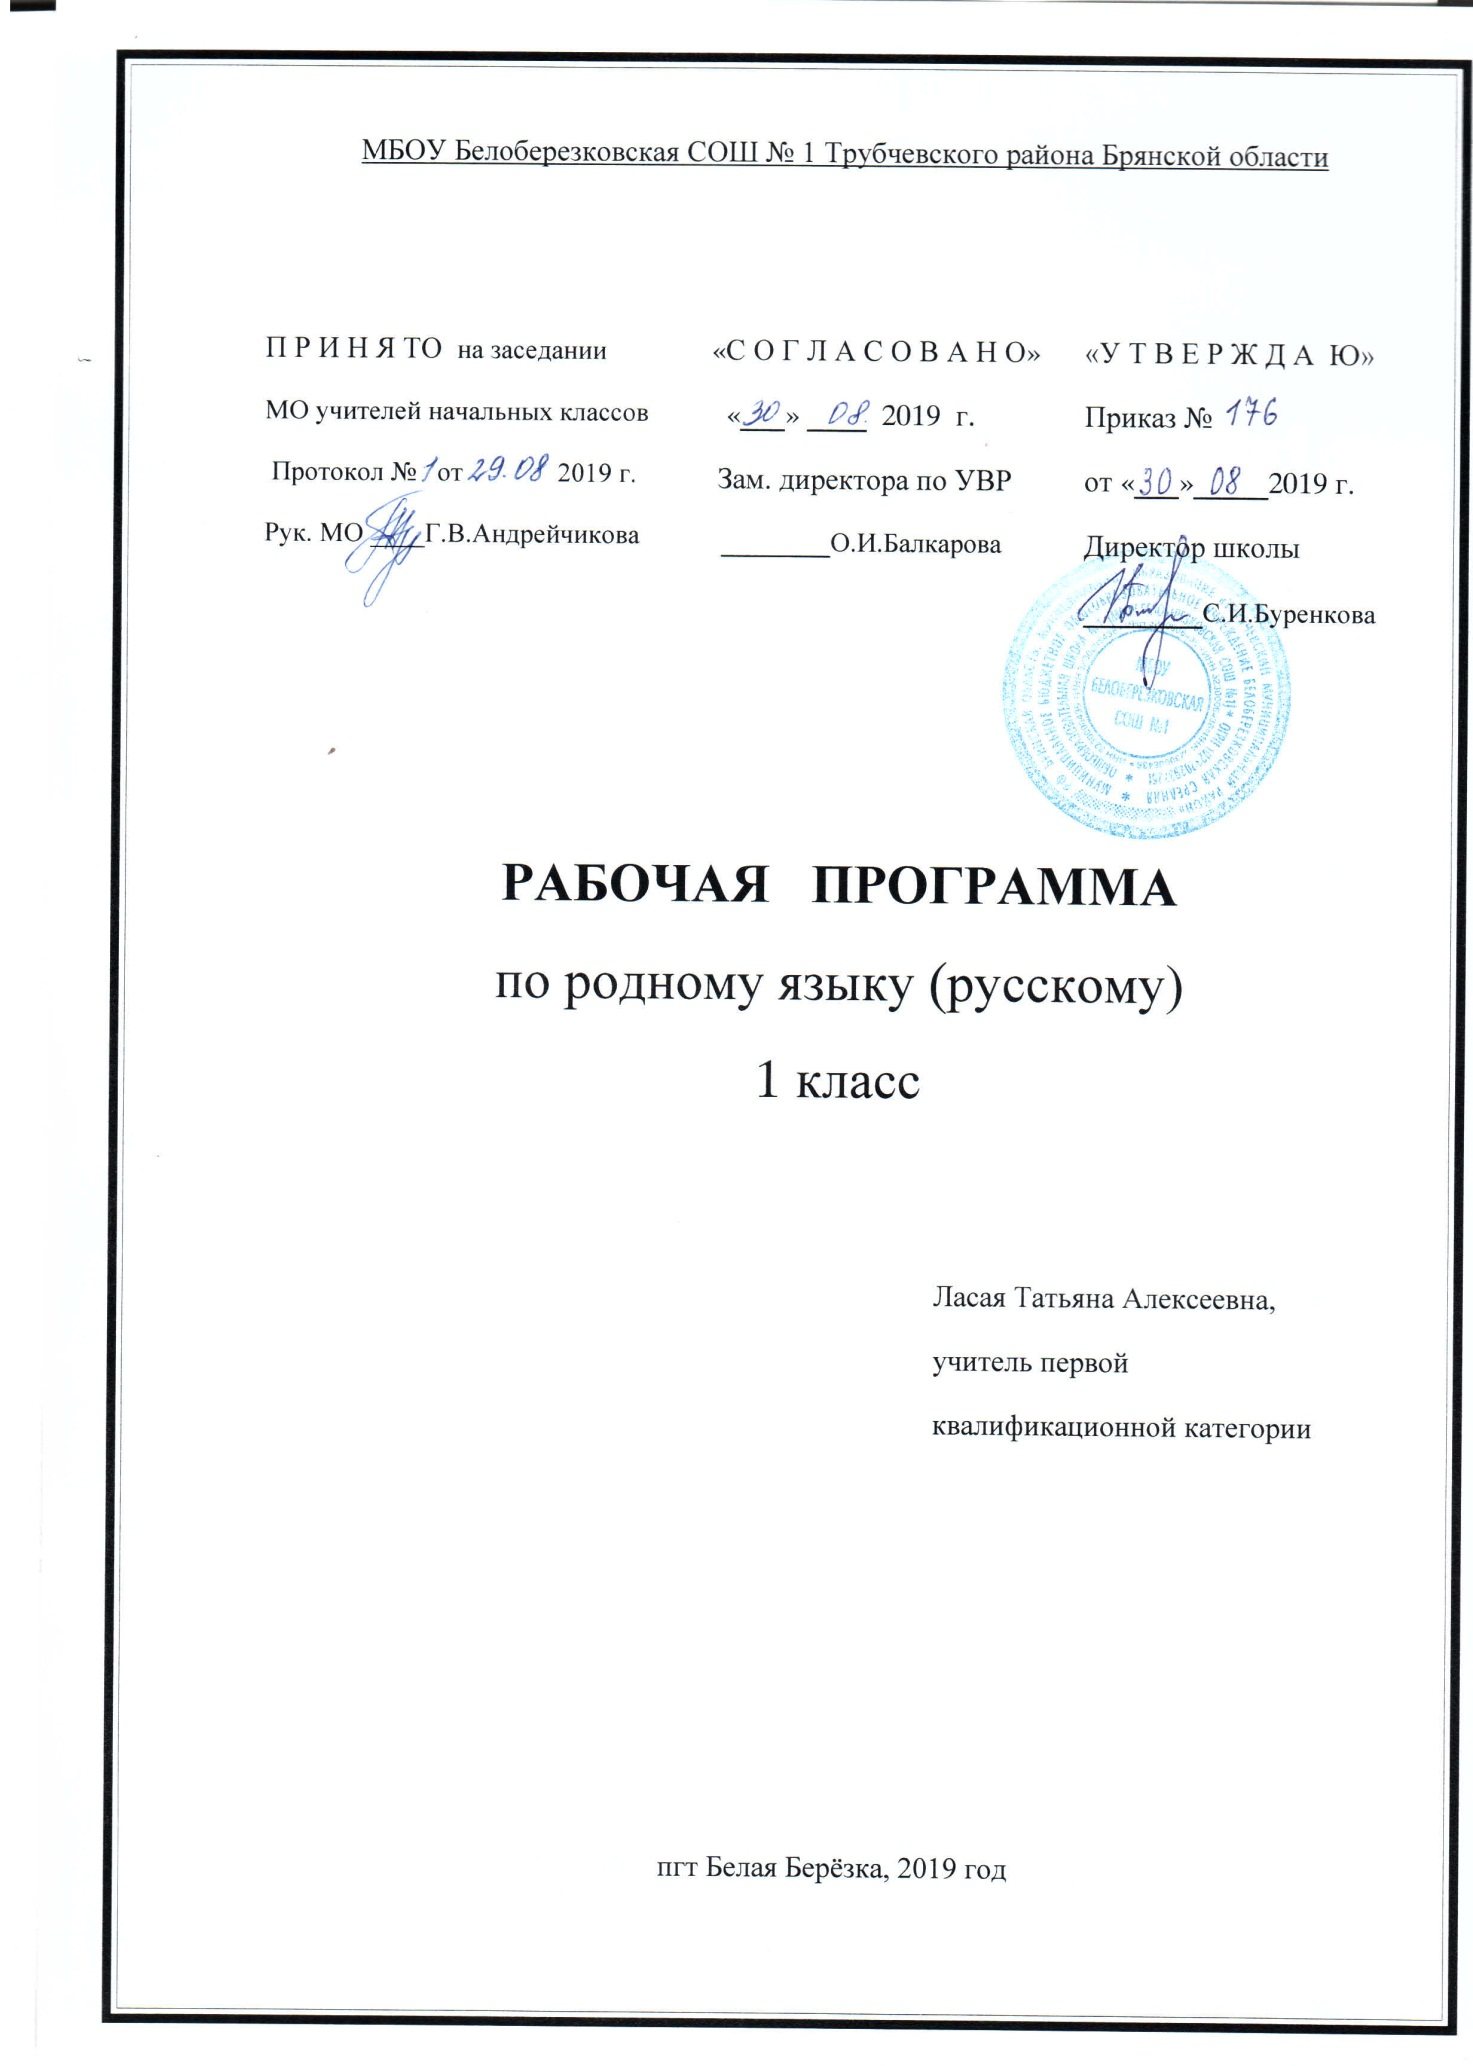 МБОУ Белоберезковская СОШ № 1 Трубчевского района Брянской области
П Р И Н Я ТО на заседании
МО учителей начальных классов
Протокол № 1 от 29.08 2019 г.
Рук. МО ____Г.В.Андрейчикова
«С О Г Л А С О В А Н О»
«30» 08. 2019 г.
Зам. директора по УВР
________О.И.Балкарова
«У Т В Е Р Ж Д А Ю»
Приказ № 176
от «30» 08 2019 г.
Директор школы
________С.И.Буренкова
МБОУ
БЕЛОБЕРЕЗКОВСКАЯ
СОШ №1
РАБОЧАЯ ПРОГРАММА
по родному языку (русскому)
1 класс
Ласая Татьяна Алексеевна,
учитель первой
квалификационной категории
пгт Белая Берёзка, 2019 год